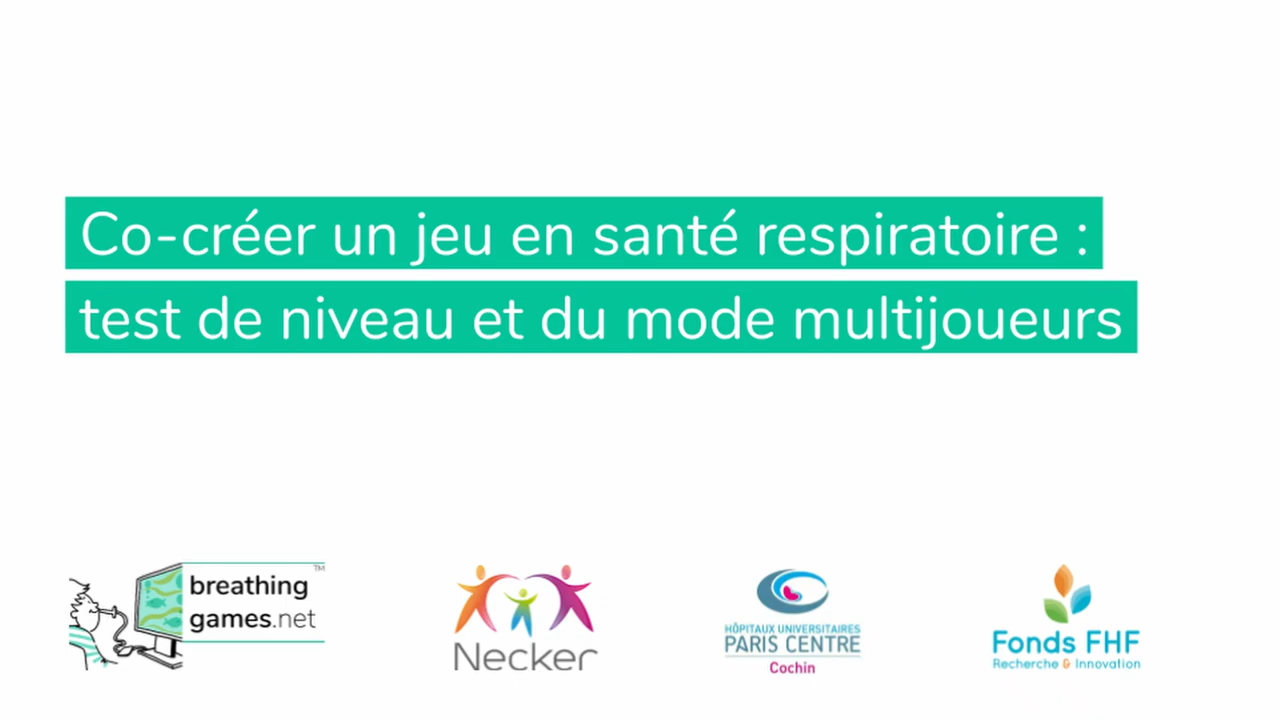 Co-créer un jeu en santé respiratoire :
test de niveau et du mode multijoueurs
breathing
games.net
TM
Necker
HÔPITAUX UNIVERSITAIRES
PARIS CENTRE
Cochin
Fonds FHF
Recherche & Innovation